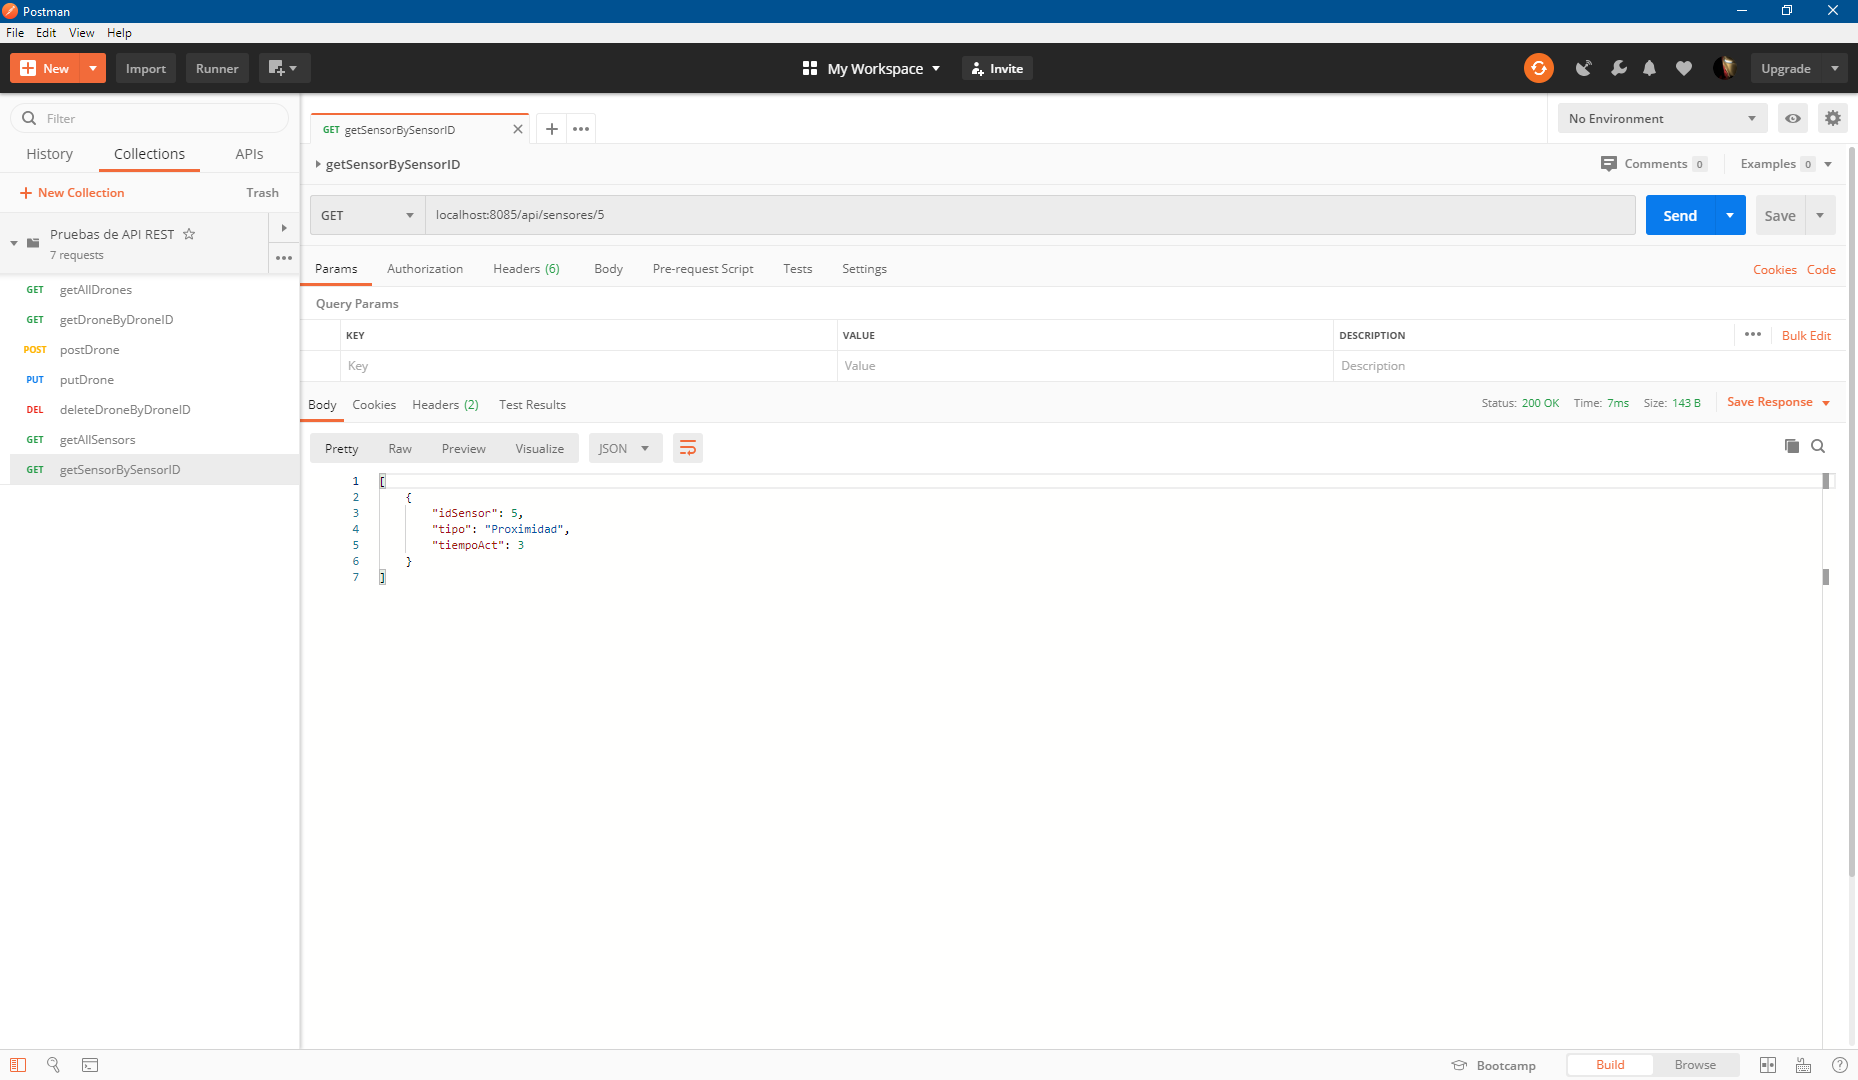 Postman
File Edit View Help
New Import Runner My Workspace Invite Upgrade
Filter
History Collections APIs
New Collection Trash
Pruebas de API REST
7 requests
GET getAllDrones
GET getDroneByDroneID
POST postDrone
PUT putDrone
DEL deleteDroneByDroneID
GET getAllSensors
GET getSensorBySensorID
GET getSensorBySensorID
No Environment
getSensorBySensorID
Comments 0 Examples 0
GET localhost:8085/api/sensores/5 Send Save
Params Authorization Headers (6) Body Pre-request Script Tests Settings Cookies Code
Query Params
KEY VALUE DESCRIPTION Bulk Edit
Key Value Description
Body Cookies Headers (2) Test Results Status: 200 OK Time: 7ms Size: 143 B Save Response
Pretty Raw Preview Visualize JSON
1 [
2 {
3 "idSensor": 5,
4 "tipo": "Proximidad",
5 "tiempoAct": 3
6 }
7 ]
Bootcamp Build Browse